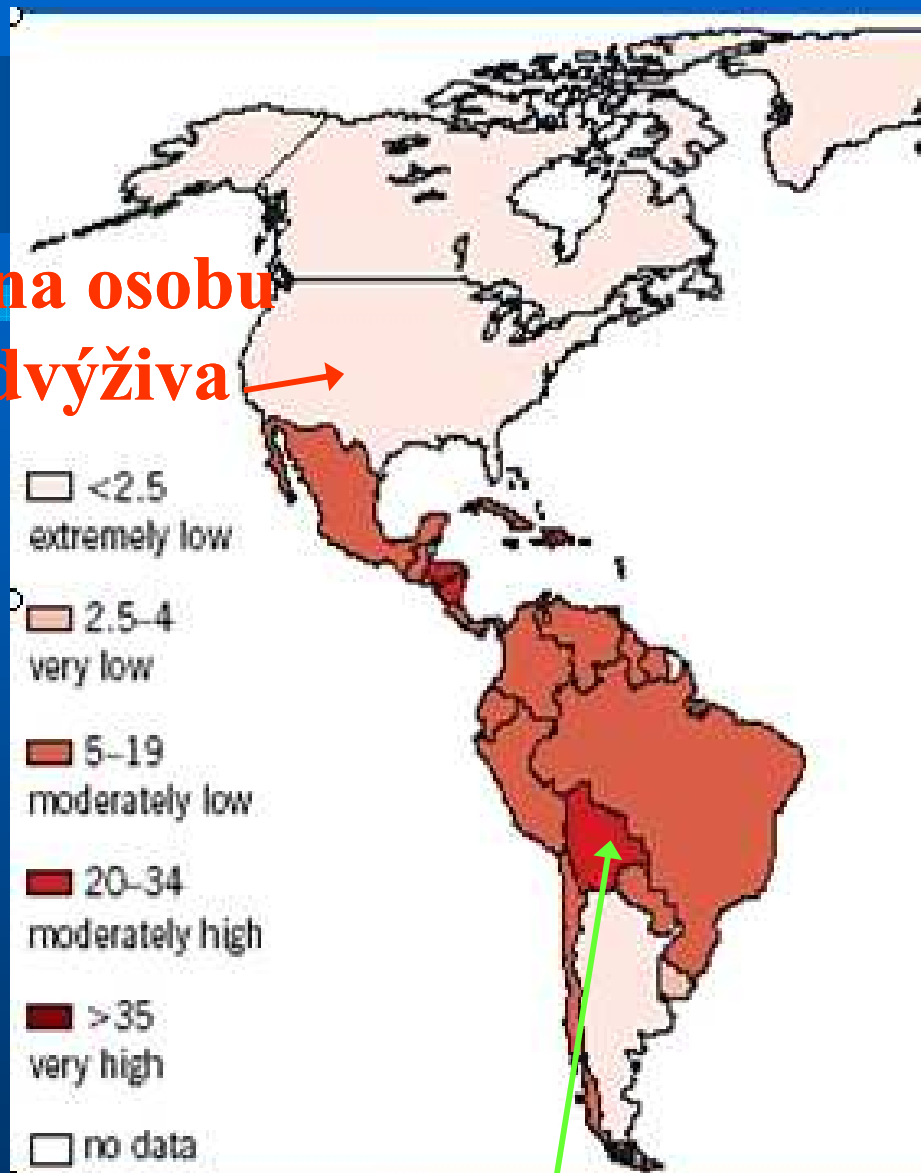 na osobu
dvýživa
<2.5
extremely low
2.5–4
very low
5–19
moderately low
20–34
moderately high
>35
very high
no data